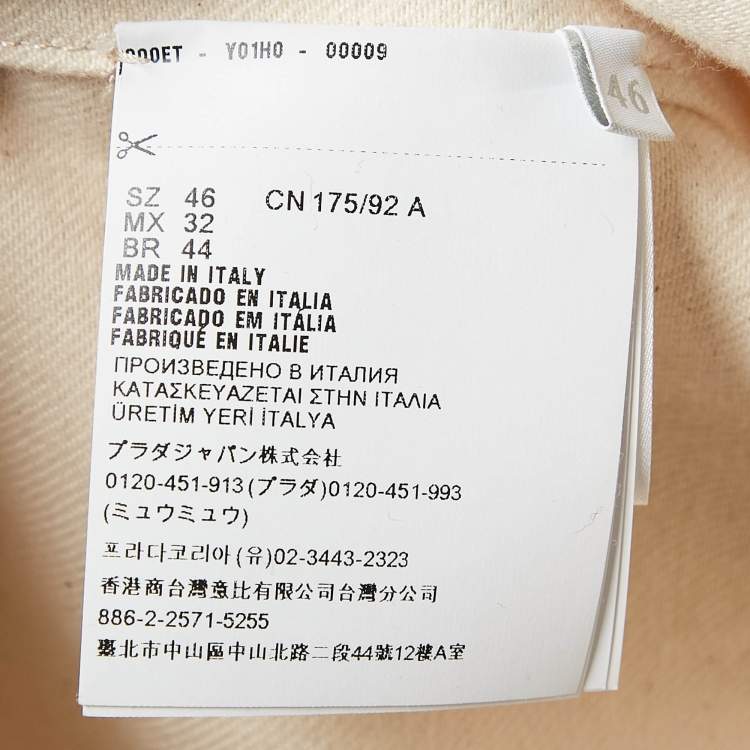 000ET - Y01H0 - 00009
46
SZ 46 CN 175/92 A
MX 32
BR 44
MADE IN ITALY
FABRICADO EN ITALIA
FABRICADO EM ITÁLIA
FABRIQUÉ EN ITALIE
ПРОИЗВЕДЕНО В ИТАЛИЯ
ΚΑΤΑΣΚΕΥΑΖΕΤΑΙ ΣΤΗΝ ΙΤΑΛΙΑ
ÜRETİM YERİ İTALYA
プラダジャパン株式会社
0120-451-913(プラダ)0120-451-993
(ミュウミュウ)
프라다코리아(유)02-3443-2323
香港商台灣意比有限公司台灣分公司
886-2-2571-5255
臺北市中山區中山北路二段44號12樓A室